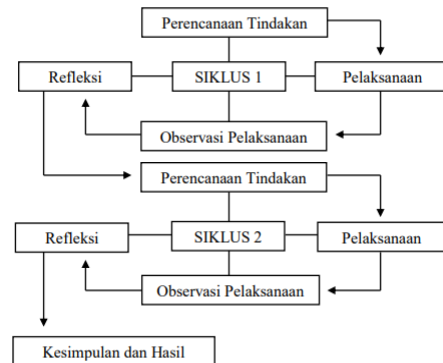 Perencanaan Tindakan
Refleksi
SIKLUS 1
Pelaksanaan
Observasi Pelaksanaan
Perencanaan Tindakan
Refleksi
SIKLUS 2
Pelaksanaan
Observasi Pelaksanaan
Kesimpulan dan Hasil